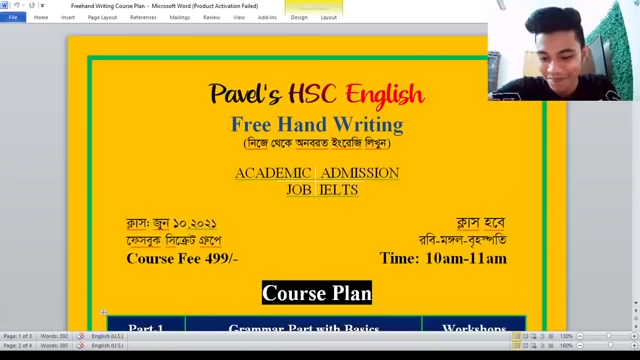 Freehand Writing Course Plan - Microsoft Word (Product Activation Failed)
File Home Insert Page Layout References Mailings Review View Add-Ins Design Layout
Pavel's HSC English
Free Hand Writing
(নিজে থেকে অনবরত ইংরেজি লিখুন)
ACADEMIC ADMISSION
JOB IELTS
ক্লাস: জুন ১০,২০২১
ক্লাস হবে
ফেসবুক সিক্রেট গ্রুপে
রবি-মঙ্গল-বৃহস্পতি
Course Fee 499/-
Time: 10am-11am
Course Plan
Part-1 Grammar Part with Basics Workshops
Page: 1 of 3 Words: 392 English (U.S.) 130%
Page: 2 of 4 Words: 385 English (U.S.) 160%